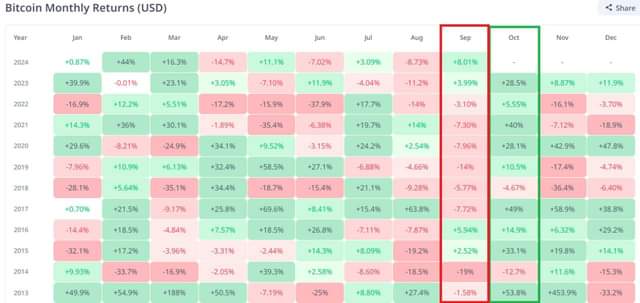 Bitcoin Monthly Returns (USD)
Share
Year Jan Feb Mar Apr May Jun Jul Aug Sep Oct Nov Dec
2024 +0.87% +44% +16.3% -14.7% +11.1% -7.02% +3.09% -8.73% +8.01% - - -
2023 +39.9% -0.01% +23.1% +3.05% -7.10% +11.9% -4.04% -11.2% +3.99% +28.5% +8.87% +11.9%
2022 -16.9% +12.2% +5.51% -17.2% -15.9% -37.9% +17.7% -14% -3.10% +5.55% -16.1% -3.70%
2021 +14.3% +36% +30.1% -1.89% -35.4% -6.38% +19.7% +14% -7.30% +40% -7.12% -18.9%
2020 +29.6% -8.21% -24.9% +34.1% +9.52% -3.15% +24.2% +2.54% -7.96% +28.1% +42.9% +47.8%
2019 -7.96% +10.9% +6.13% +32.4% +58.5% +27.1% -6.88% -4.66% -14% +10.5% -17.4% -4.74%
2018 -28.1% +5.64% -35.1% +34.4% -18.7% -15.4% +21.1% -9.28% -5.77% -4.67% -36.4% -6.40%
2017 +0.70% +21.5% -9.17% +25.8% +69.6% +8.41% +15.4% +63.8% -7.72% +49% +58.9% +38.8%
2016 -14.4% +18.5% -4.84% +7.57% +18.5% +26.8% -7.11% -7.87% +5.94% +14.9% +6.32% +29.2%
2015 -32.1% +17.2% -3.96% -3.31% -2.44% +14.3% +8.09% -19.2% +2.52% +33.1% +19.8% +14.1%
2014 +9.93% -33.7% -16.9% -2.05% +39.3% +2.58% -8.60% -18.5% -19% -12.7% +11.6% -15.3%
2013 +49.9% +54.9% +188% +50.5% -7.19% -25% +8.80% +27.4% -1.58% +53.8% +453.9% -33.2%